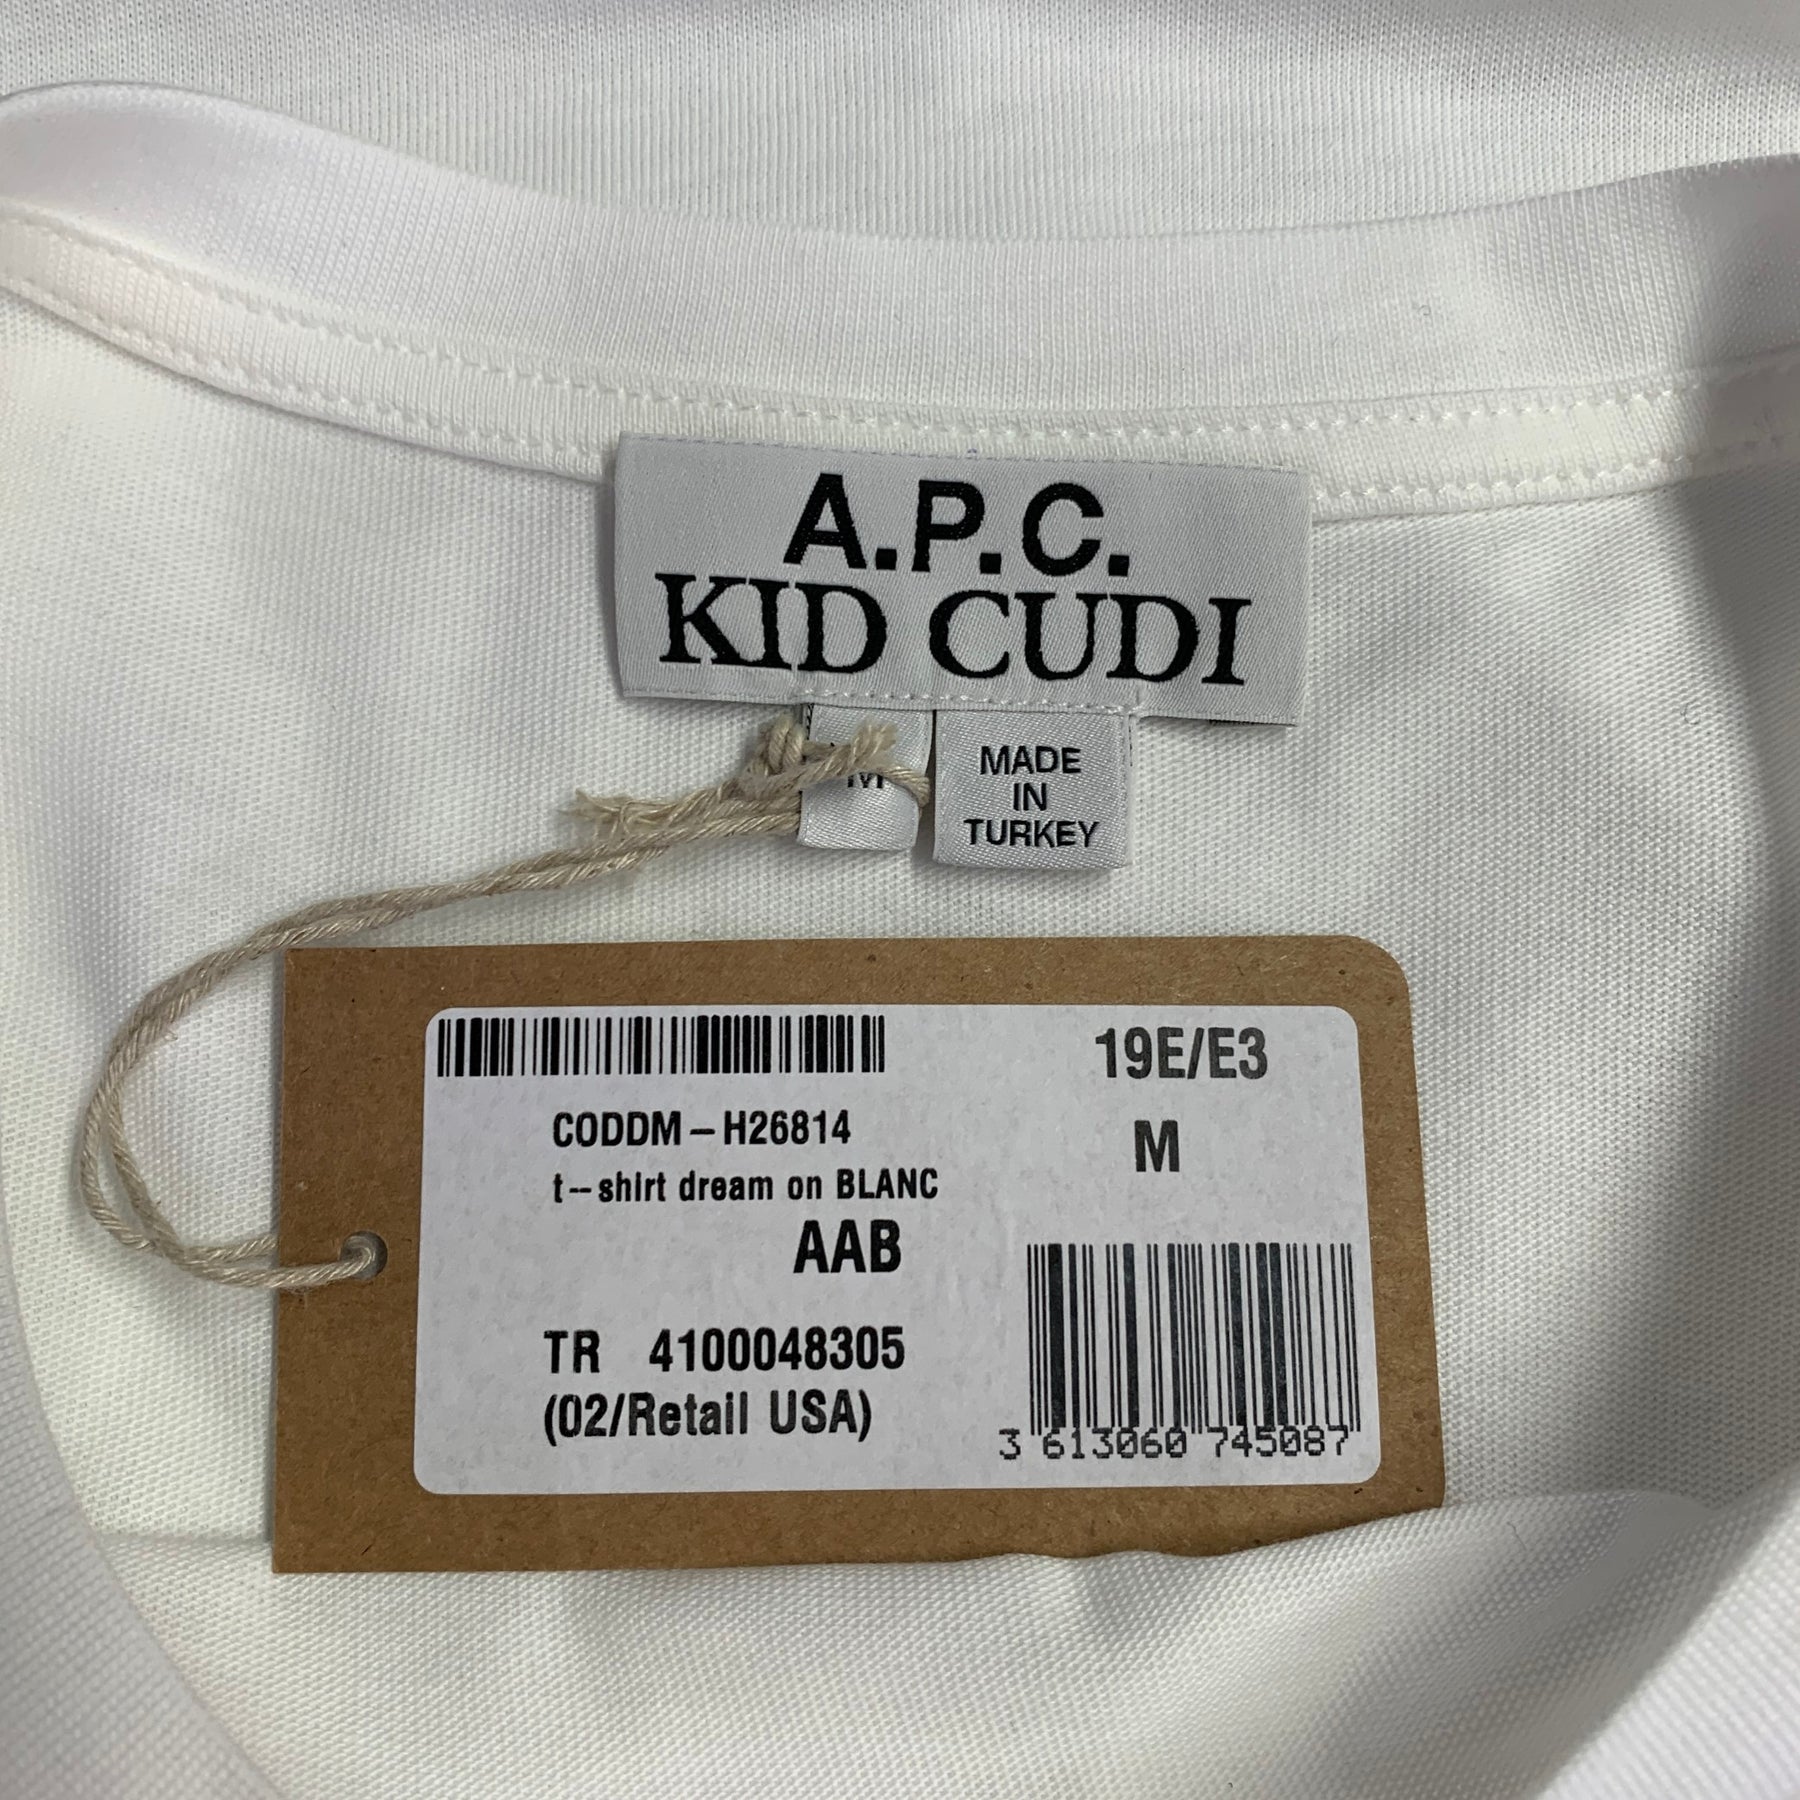 A.P.C.
KID CUDI
M
MADE
IN
TURKEY
19E/E3
CODDM-H26814
M
t--shirt dream on BLANC
AAB
TR 4100048305
(02/Retail USA)
3 613060 745087